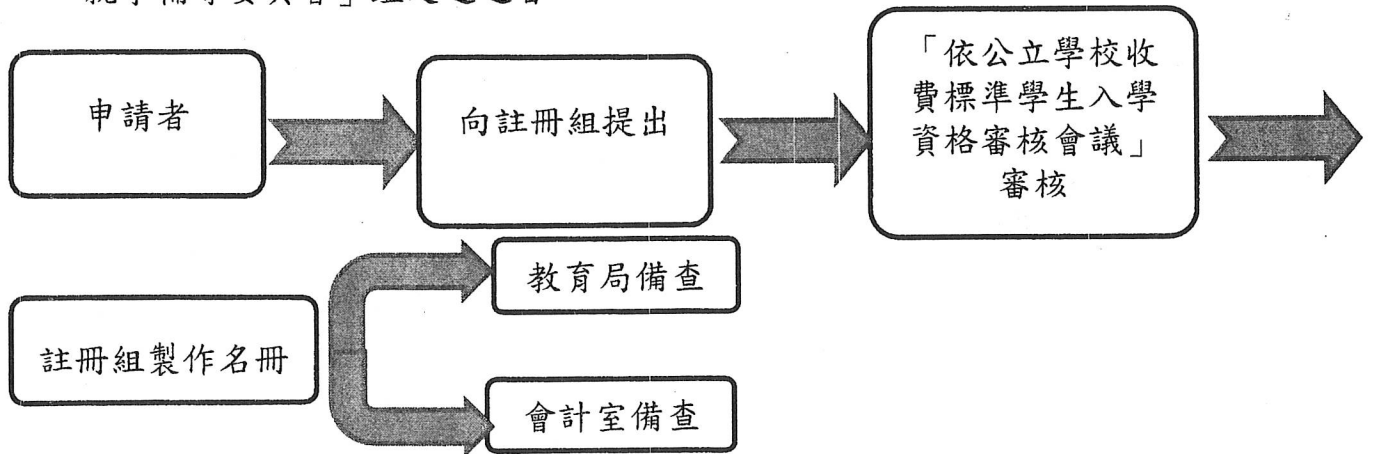 申請者
向註冊組提出
「依公立學校收
費標準學生入學
資格審核會議」
審核
註冊組製作名冊
教育局備查
會計室備查